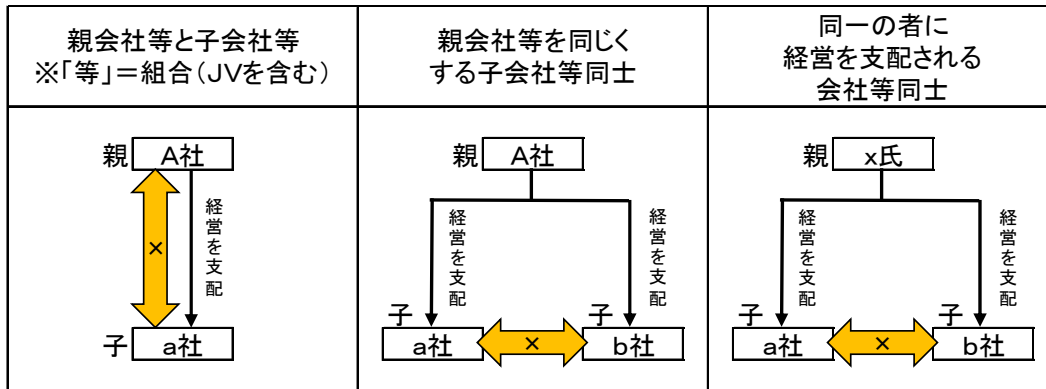 親会社等と子会社等
※「等」＝組合（ＪＶを含む）
親会社等を同じく
する子会社等同士
同一の者に
経営を支配される
会社等同士
親 Ａ社
経営を支配
×
子 ａ社
親 Ａ社
経営を支配
経営を支配
子 子
ａ社 × ｂ社
親 ｘ氏
経営を支配
経営を支配
子 子
ａ社 × ｂ社